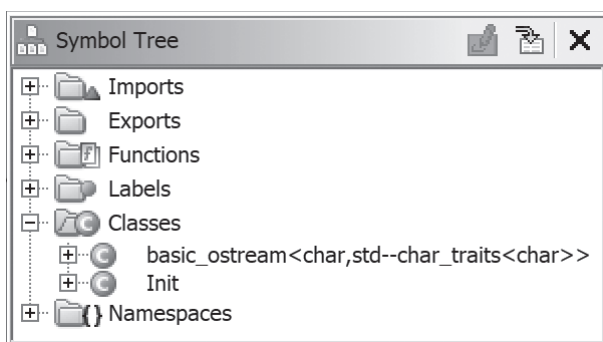 Symbol Tree
Imports
Exports
Functions
Labels
Classes
basic_ostream<char,std--char_traits<char>>
Init
Namespaces